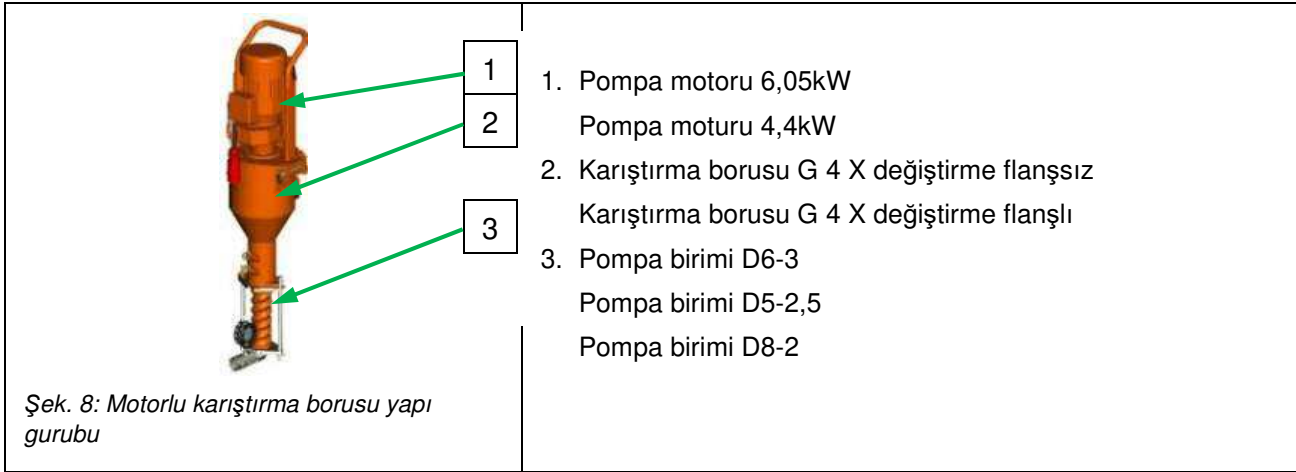 1
2
3
Şek. 8: Motorlu karıştırma borusu yapı
gurubu
1. Pompa motoru 6,05kW
Pompa moturu 4,4kW
2. Karıştırma borusu G 4 X değiştirme flanşsız
Karıştırma borusu G 4 X değiştirme flanşlı
3. Pompa birimi D6-3
Pompa birimi D5-2,5
Pompa birimi D8-2